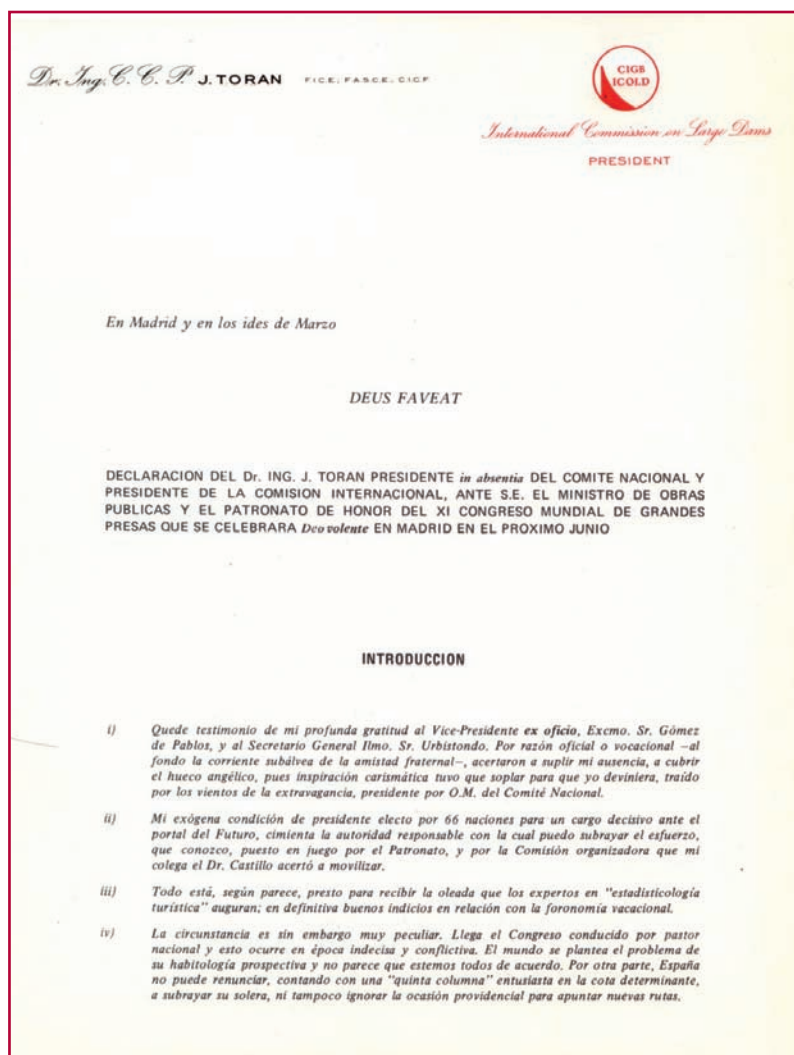 Dr. Ing. C. C. P. J. TORAN F.I.C.E.; F.A.S.C.E.; C.I.C.F.
CIGB
ICOLD
International Commission on Large Dams
PRESIDENT
En Madrid y en los ides de Marzo
DEUS FAVEAT
DECLARACION DEL Dr. ING. J. TORAN PRESIDENTE in absentia DEL COMITE NACIONAL Y
PRESIDENTE DE LA COMISION INTERNACIONAL, ANTE S.E. EL MINISTRO DE OBRAS
PUBLICAS Y EL PATRONATO DE HONOR DEL XI CONGRESO MUNDIAL DE GRANDES
PRESAS QUE SE CELEBRARA Deo volente EN MADRID EN EL PROXIMO JUNIO
INTRODUCCION
i) Quede testimonio de mi profunda gratitud al Vice-Presidente ex oficio, Excmo. Sr. Gómez
de Pablos, y al Secretario General Ilmo. Sr. Urbistondo. Por razón oficial o vocacional —al
fondo la corriente subálvea de la amistad fraternal—, acertaron a suplir mi ausencia, a cubrir
el hueco angélico, pues inspiración carismática tuvo que soplar para que yo deviniera, traído
por los vientos de la extravagancia, presidente por O.M. del Comité Nacional.
ii) Mi exógena condición de presidente electo por 66 naciones para un cargo decisivo ante el
portal del Futuro, cimienta la autoridad responsable con la cual puedo subrayar el esfuerzo,
que conozco, puesto en juego por el Patronato, y por la Comisión organizadora que mi
colega el Dr. Castillo acertó a movilizar.
iii) Todo está, según parece, presto para recibir la oleada que los expertos en "estadisticología
turística" auguran; en definitiva buenos indicios en relación con la foronomía vacacional.
iv) La circunstancia es sin embargo muy peculiar. Llega el Congreso conducido por pastor
nacional y esto ocurre en época indecisa y conflictiva. El mundo se plantea el problema de
su habitología prospectiva y no parece que estemos todos de acuerdo. Por otra parte, España
no puede renunciar, contando con una "quinta columna" entusiasta en la cota determinante,
a subrayar su solera, ni tampoco ignorar la ocasión providencial para apuntar nuevas rutas.